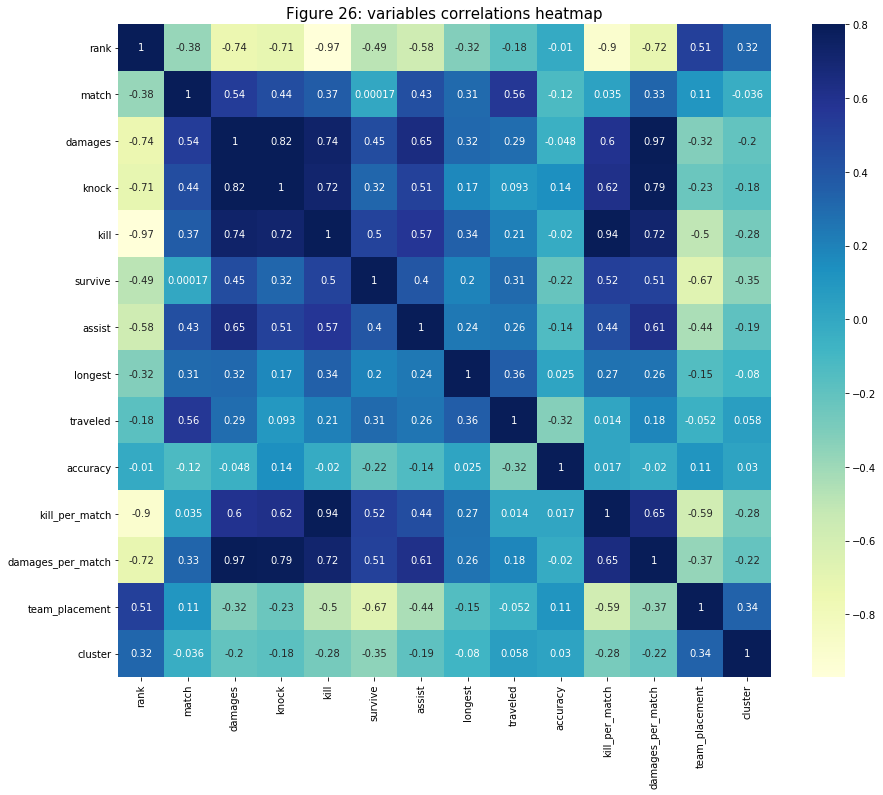 Figure 26: variables correlations heatmap
rank 1 -0.38 -0.74 -0.71 -0.97 -0.49 -0.58 -0.32 -0.18 -0.01 -0.9 -0.72 0.51 0.32
match -0.38 1 0.54 0.44 0.37 0.00017 0.43 0.31 0.56 -0.12 0.035 0.33 0.11 -0.036
damages -0.74 0.54 1 0.82 0.74 0.45 0.65 0.32 0.29 -0.048 0.6 0.97 -0.32 -0.2
knock -0.71 0.44 0.82 1 0.72 0.32 0.51 0.17 0.093 0.14 0.62 0.79 -0.23 -0.18
kill -0.97 0.37 0.74 0.72 1 0.5 0.57 0.34 0.21 -0.02 0.94 0.72 -0.5 -0.28
survive -0.49 0.00017 0.45 0.32 0.5 1 0.4 0.2 0.31 -0.22 0.52 0.51 -0.67 -0.35
assist -0.58 0.43 0.65 0.51 0.57 0.4 1 0.24 0.26 -0.14 0.44 0.61 -0.44 -0.19
longest -0.32 0.31 0.32 0.17 0.34 0.2 0.24 1 0.36 0.025 0.27 0.26 -0.15 -0.08
traveled -0.18 0.56 0.29 0.093 0.21 0.31 0.26 0.36 1 -0.32 0.014 0.18 -0.052 0.058
accuracy -0.01 -0.12 -0.048 0.14 -0.02 -0.22 -0.14 0.025 -0.32 1 0.017 -0.02 0.11 0.03
kill_per_match -0.9 0.035 0.6 0.62 0.94 0.52 0.44 0.27 0.014 0.017 1 0.65 -0.59 -0.28
damages_per_match -0.72 0.33 0.97 0.79 0.72 0.51 0.61 0.26 0.18 -0.02 0.65 1 -0.37 -0.22
team_placement 0.51 0.11 -0.32 -0.23 -0.5 -0.67 -0.44 -0.15 -0.052 0.11 -0.59 -0.37 1 0.34
cluster 0.32 -0.036 -0.2 -0.18 -0.28 -0.35 -0.19 -0.08 0.058 0.03 -0.28 -0.22 0.34 1
rank match damages knock kill survive assist longest traveled accuracy kill_per_match damages_per_match team_placement cluster
0.8
0.6
0.4
0.2
0.0
−0.2
−0.4
−0.6
−0.8